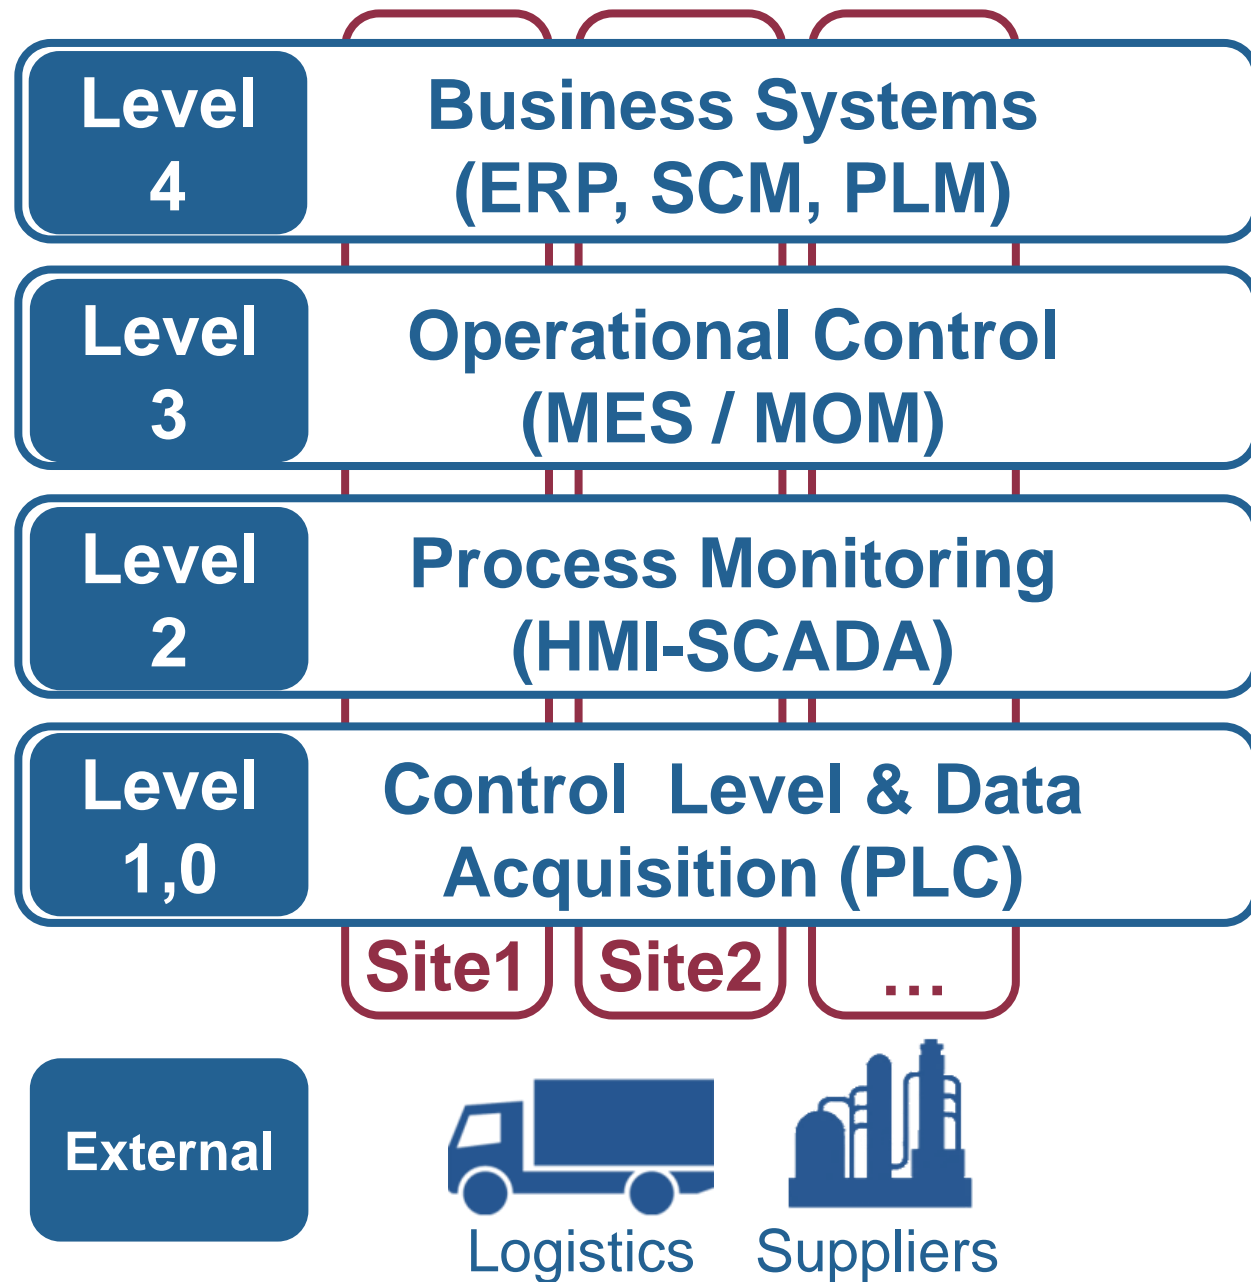 Level
4
Business Systems
(ERP, SCM, PLM)
Level
3
Operational Control
(MES / MOM)
Level
2
Process Monitoring
(HMI-SCADA)
Level
1,0
Control Level & Data
Acquisition (PLC)
Site1
Site2
...
External
Logistics
Suppliers